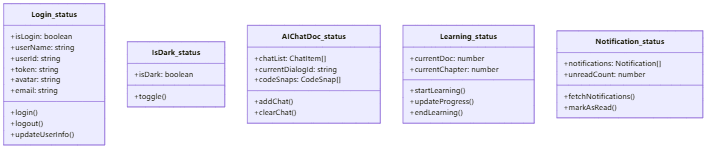 Login_status
+isLogin: boolean
+userName: string
+userId: string
+token: string
+avatar: string
+email: string
+login()
+logout()
+updateUserInfo()
IsDark_status
+isDark: boolean
+toggle()
AIChatDoc_status
+chatList: ChatItem[]
+currentDialogId: string
+codeSnaps: CodeSnap[]
+addChat()
+clearChat()
Learning_status
+currentDoc: number
+currentChapter: number
+startLearning()
+updateProgress()
+endLearning()
Notification_status
+notifications: Notification[]
+unreadCount: number
+fetchNotifications()
+markAsRead()